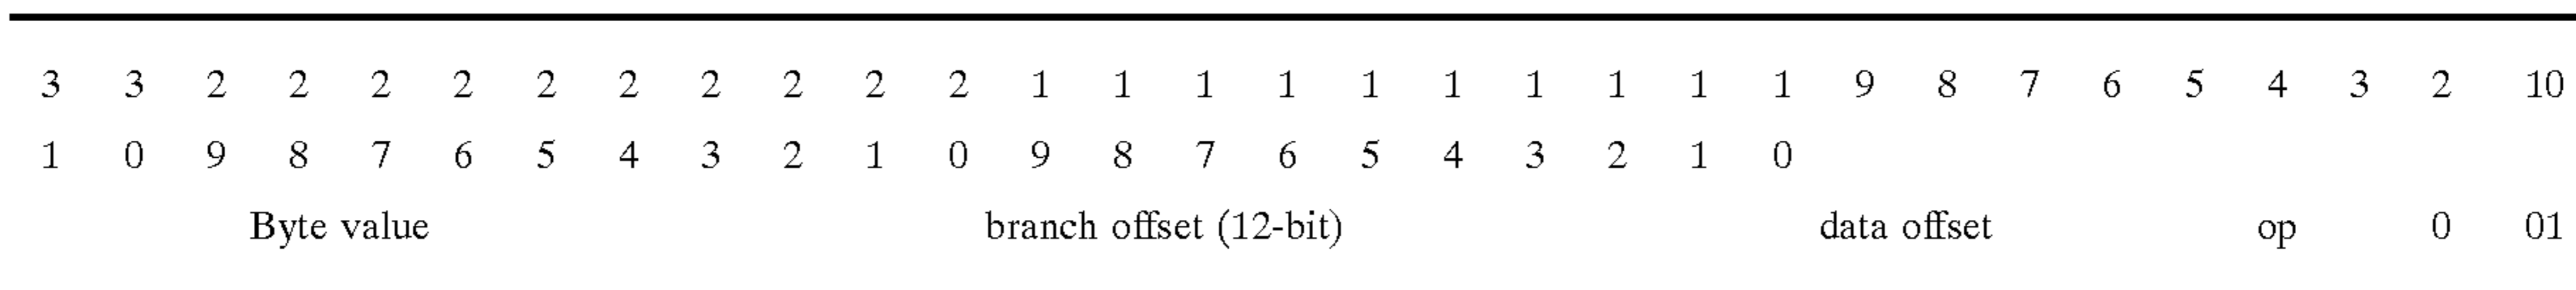 3 3 2 2 2 2 2 2 2 2 2 2 1 1 1 1 1 1 1 1 1 1 9 8 7 6 5 4 3 2 10
1 0 9 8 7 6 5 4 3 2 1 0 9 8 7 6 5 4 3 2 1 0
Byte value branch offset (12-bit) data offset op 0 01